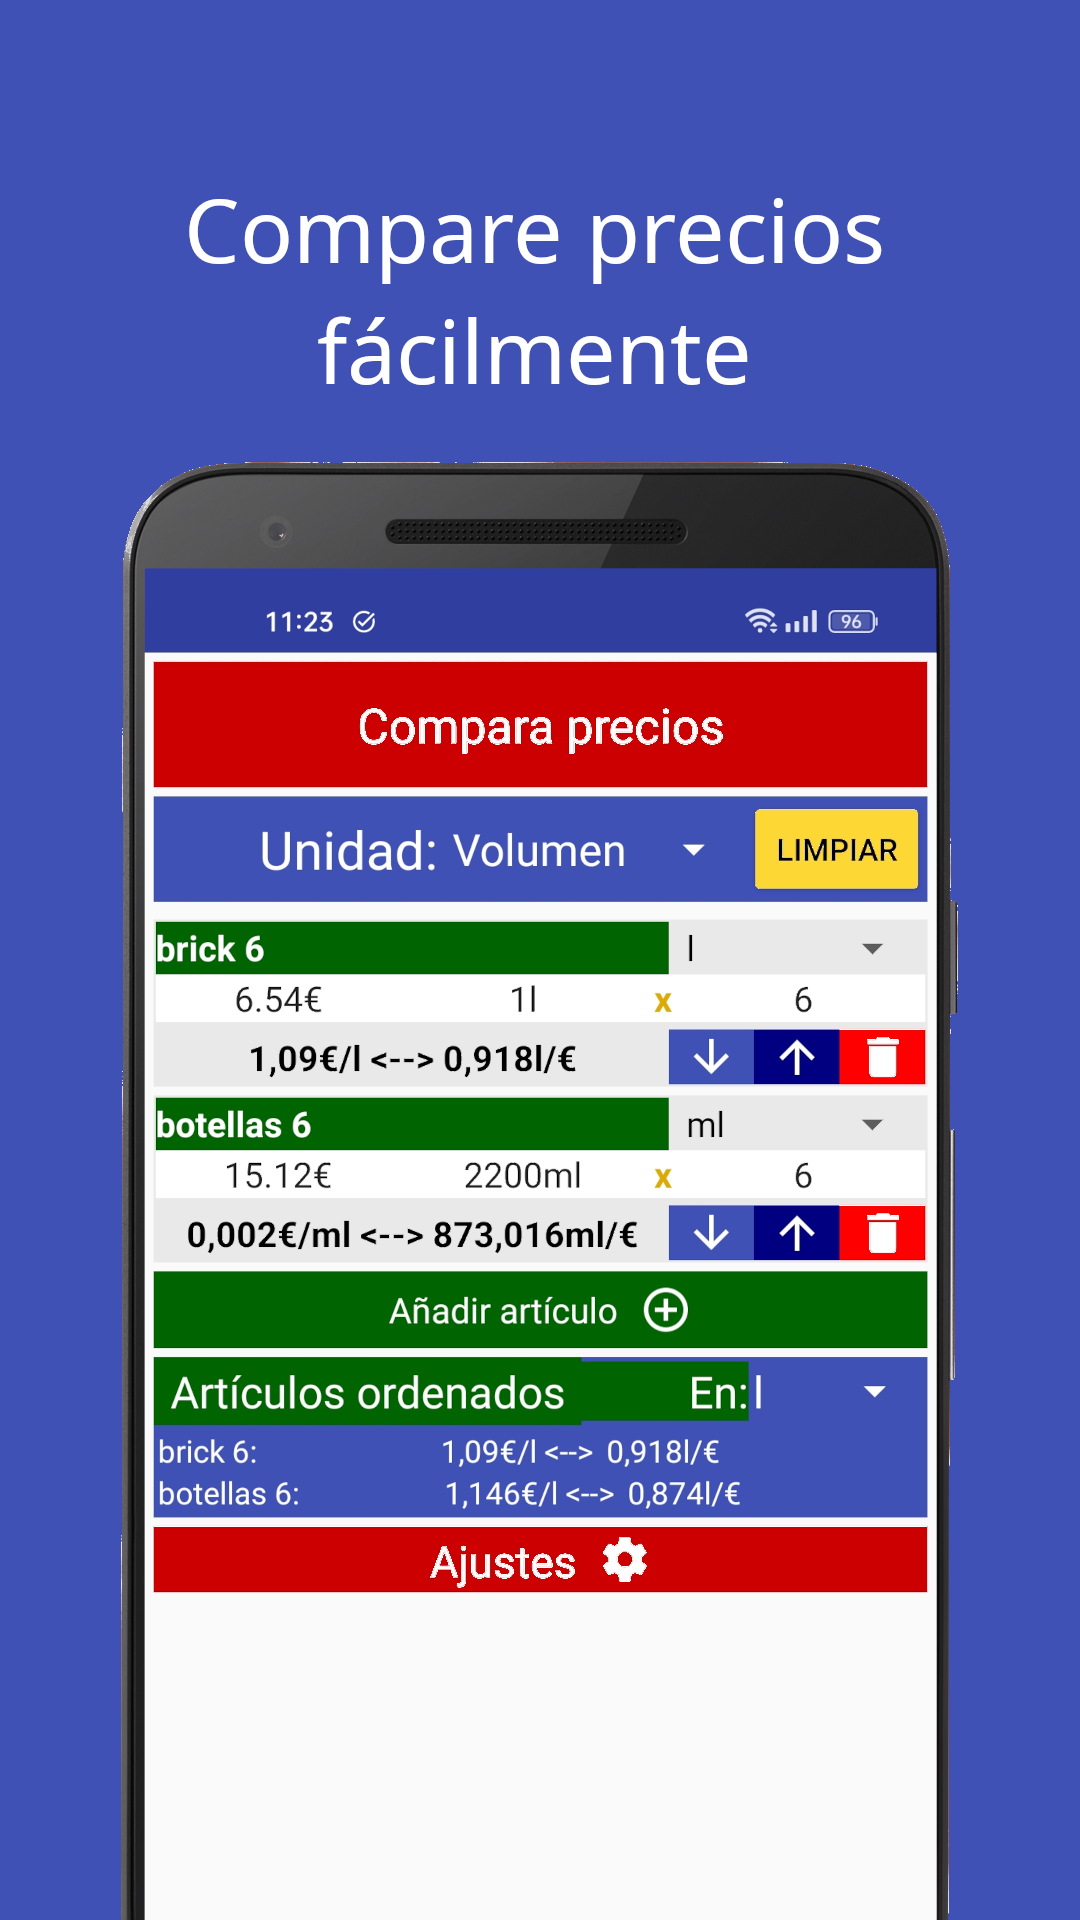 Compare precios
fácilmente
11:23 96
Compara precios
Unidad: Volumen LIMPIAR
brick 6 l
6.54€ 1l x 6
1,09€/l <--> 0,918l/€
botellas 6 ml
15.12€ 2200ml x 6
0,002€/ml <--> 873,016ml/€
Añadir artículo
Artículos ordenados En: l
brick 6: 1,09€/l <--> 0,918l/€
botellas 6: 1,146€/l <--> 0,874l/€
Ajustes